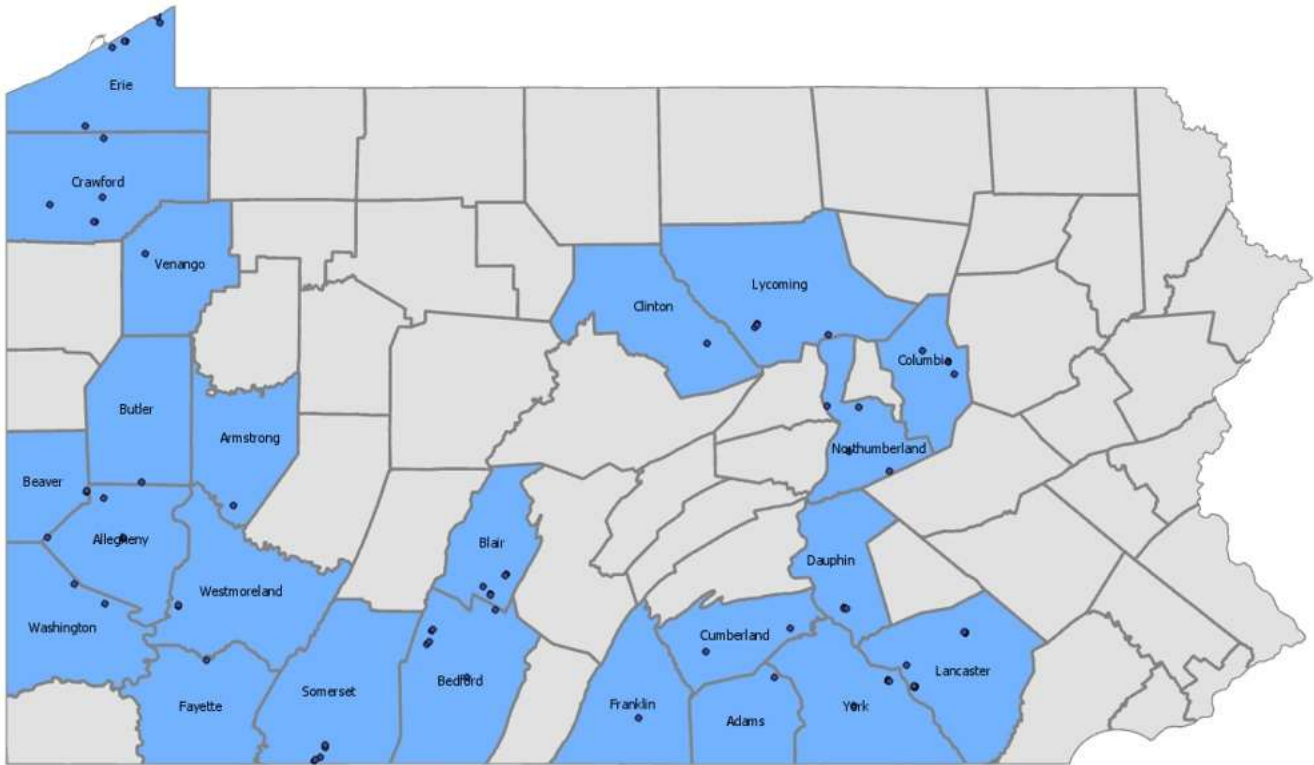 Erie
Crawford
Venango
Lycoming
Clinton
Columbia
Butler
Armstrong
Northumberland
Beaver
Allegheny
Blair
Dauphin
Westmoreland
Washington
Cumberland
Lancaster
Bedford
Somerset
Fayette
Franklin
Adams
York